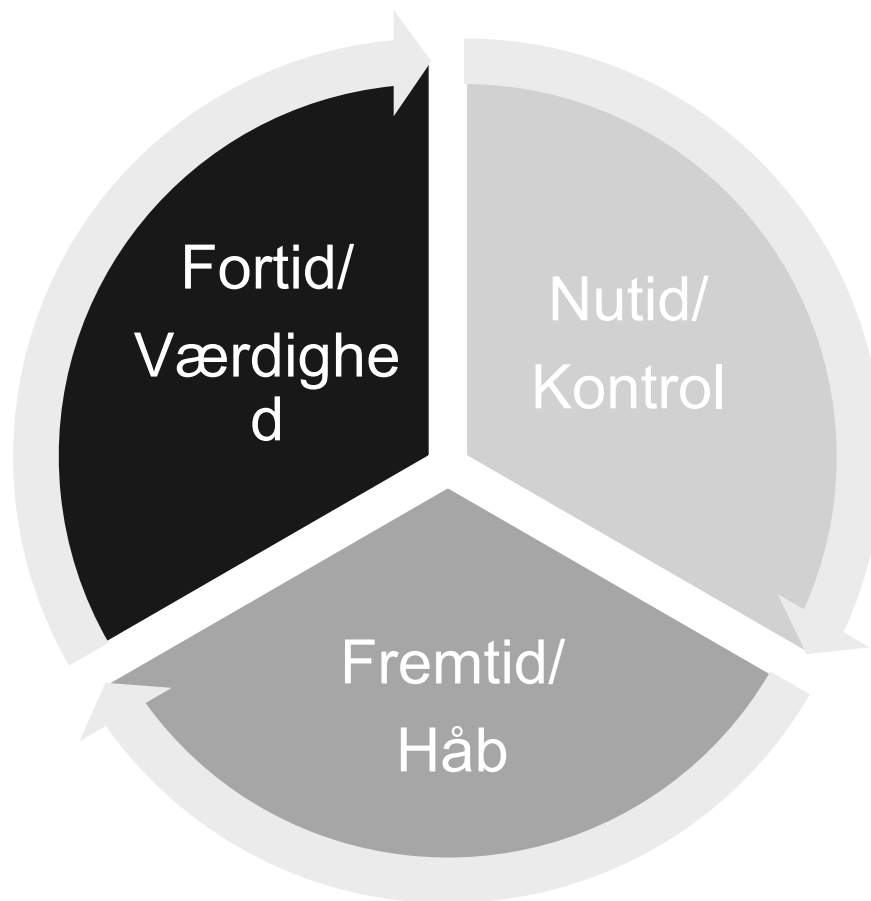 Fortid/
Værdighe
d
Nutid/
Kontrol
Fremtid/
Håb